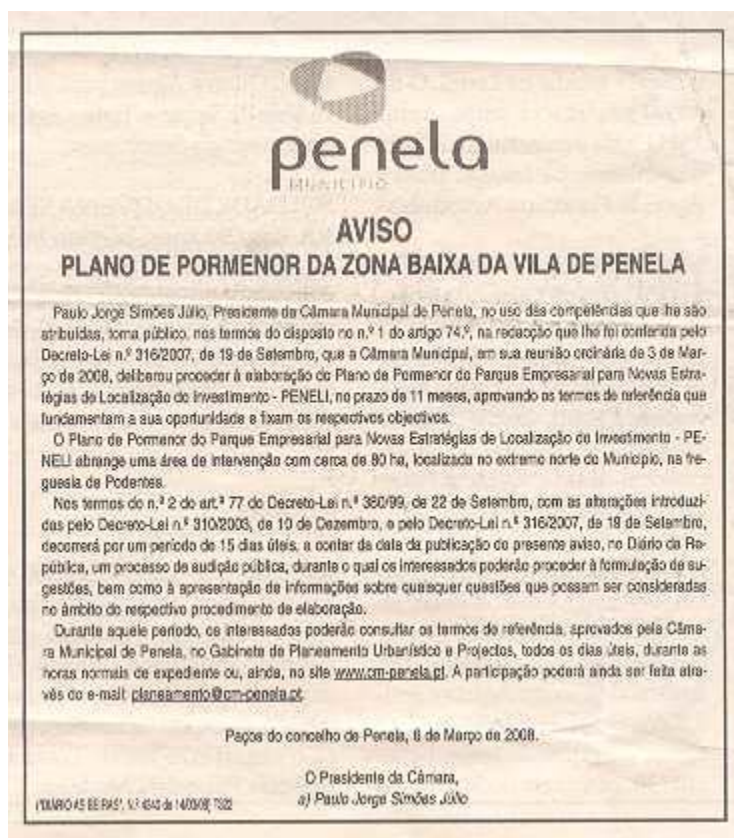 penela
MUNICÍPIO
AVISO
PLANO DE PORMENOR DA ZONA BAIXA DA VILA DE PENELA
Paulo Jorge Simões Júlio, Presidente da Câmara Municipal de Penela, no uso das competências que lhe são
atribuídas, torna público, nos termos do disposto no n.º 1 do artigo 74.º, na redacção que lhe foi conferida pelo
Decreto-Lei n.º 316/2007, de 19 de Setembro, que a Câmara Municipal, em sua reunião ordinária de 3 de Mar-
ço de 2008, deliberou proceder à elaboração do Plano de Pormenor do Parque Empresarial para Novas Estra-
tégias de Localização do Investimento - PENELI, no prazo de 11 meses, aprovando os termos de referência que
fundamentam a sua oportunidade e fixam os respectivos objectivos.
O Plano de Pormenor do Parque Empresarial para Novas Estratégias de Localização do Investimento - PE-
NELI abrange uma área de intervenção com cerca de 80 ha, localizada no extremo norte do Município, na fre-
guesia de Podentes.
Nos termos do n.º 2 do art.º 77 do Decreto-Lei n.º 380/99, de 22 de Setembro, com as alterações introduzi-
das pelo Decreto-Lei n.º 310/2003, de 10 de Dezembro, e pelo Decreto-Lei n.º 316/2007, de 19 de Setembro,
decorrerá por um período de 15 dias úteis, a contar da data da publicação do presente aviso, no Diário da Re-
pública, um processo de audição pública, durante o qual os interessados poderão proceder à formulação de su-
gestões, bem como à apresentação de informações sobre quaisquer questões que possam ser consideradas
no âmbito do respectivo procedimento de elaboração.
Durante aquele período, os interessados poderão consultar os termos de referência, aprovados pela Câma-
ra Municipal de Penela, no Gabinete de Planeamento Urbanístico e Projectos, todos os dias úteis, durante as
horas normais de expediente ou, ainda, no site www.cm-penela.pt. A participação poderá ainda ser feita atra-
vés do e-mail: planeamento@cm-penela.pt.
Paços do concelho de Penela, 6 de Março de 2008.
O Presidente da Câmara,
a) Paulo Jorge Simões Júlio
("DIÁRIO AS BEIRAS", N.º de 14/03/08)